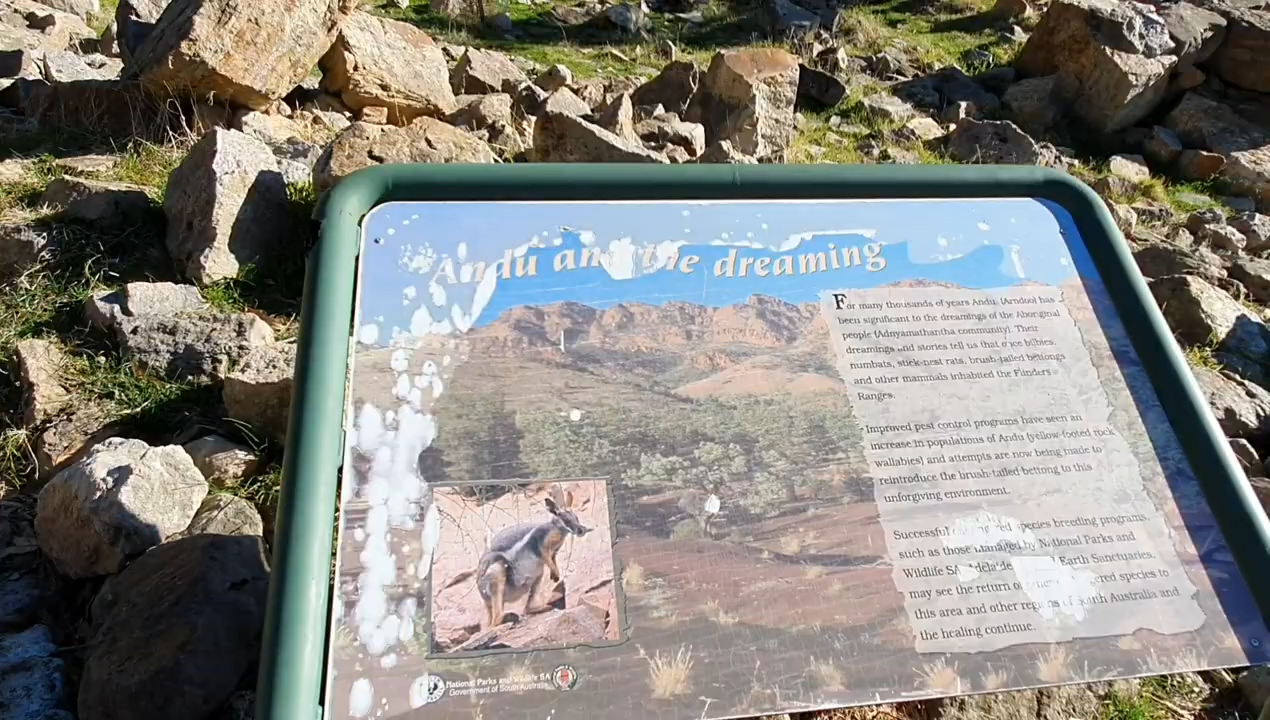 Andu and the dreaming
For many thousands of years Andu, (Arndoo) has
been significant to the dreamings of the Aboriginal
people (Adnyamathantha community). Their
dreamings and stories tell us that once bilbies,
numbats, stick-nest rats, brush-tailed bettongs
and other mammals inhabited the Flinders
Ranges.
Improved pest control programs have seen an
increase in populations of Andu (yellow-footed rock
wallabies) and attempts are now being made to
reintroduce the brush-tailed bettong to this
unforgiving environment.
Successful species breeding programs,
such as those managed by National Parks and
Wildlife SA, Adelaide Earth Sanctuaries,
may see the return of species to
this area and other regions of South Australia and
the healing continue.
National Parks and Wildlife SA
Government of South Australia